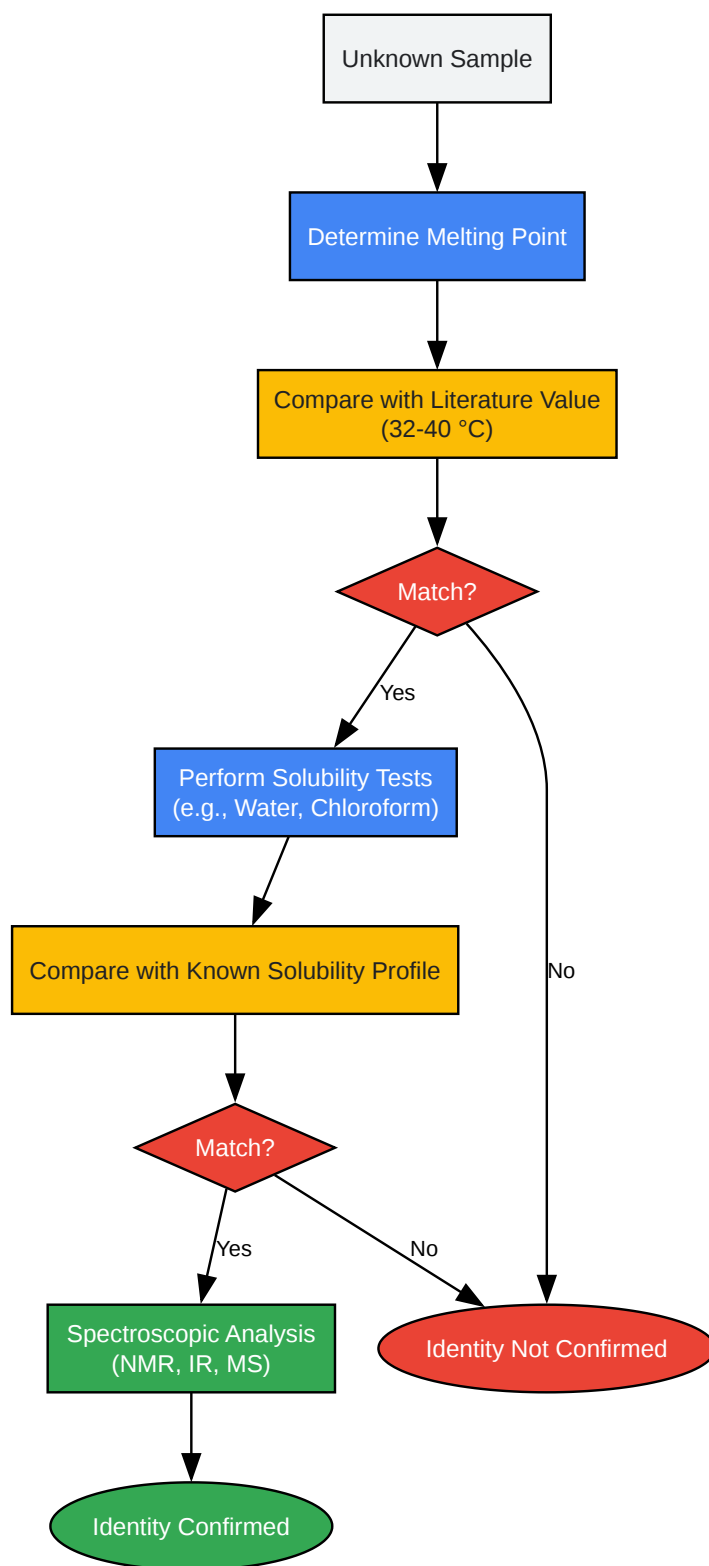 Unknown Sample
Determine Melting Point
Compare with Literature Value
(32-40 °C)
Match?
Yes
Perform Solubility Tests
(e.g., Water, Chloroform)
Compare with Known Solubility Profile
No
Match?
Yes
No
Spectroscopic Analysis
(NMR, IR, MS)
Identity Not Confirmed
Identity Confirmed